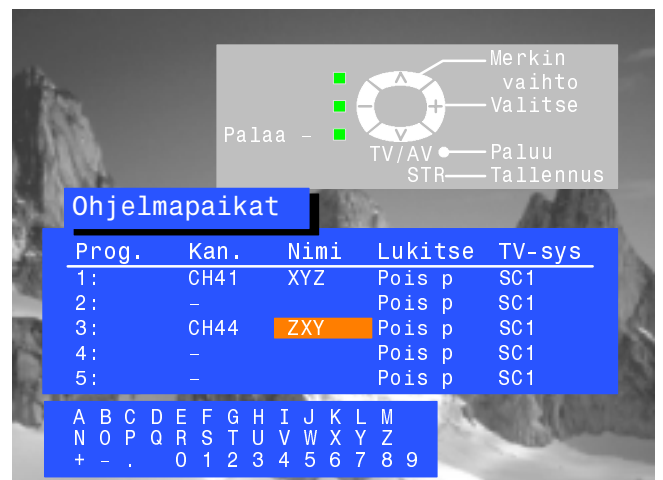 Merkin
vaihto
Valitse
Palaa –
TV/AV Paluu
STR Tallennus
Ohjelmapaikat
Prog. Kan. Nimi Lukitse TV-sys
1: CH41 XYZ Pois p SC1
2: – Pois p SC1
3: CH44 ZXY Pois p SC1
4: – Pois p SC1
5: – Pois p SC1
A B C D E F G H I J K L M
N O P Q R S T U V W X Y Z
+ – . 0 1 2 3 4 5 6 7 8 9